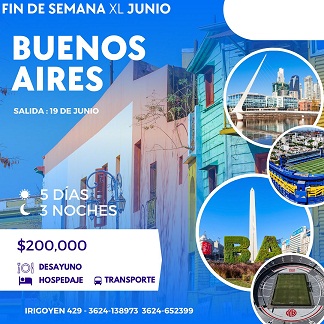 FIN DE SEMANA XL JUNIO
BUENOS
AIRES
SALIDA : 19 DE JUNIO
5 DÍAS
3 NOCHES
$200,000
DESAYUNO
HOSPEDAJE
TRANSPORTE
BA
IRIGOYEN 429 - 3624-138973 3624-652399